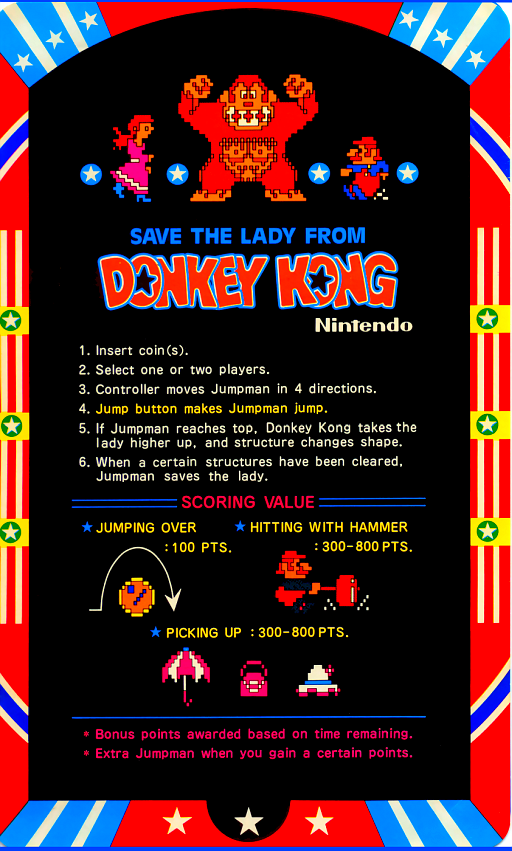 SAVE THE LADY FROM
DONKEY KONG
Nintendo
1. Insert coin(s).
2. Select one or two players.
3. Controller moves Jumpman in 4 directions.
4. Jump button makes Jumpman jump.
5. If Jumpman reaches top, Donkey Kong takes the
lady higher up, and structure changes shape.
6. When a certain structures have been cleared,
Jumpman saves the lady.
SCORING VALUE
★ JUMPING OVER
:100 PTS.
★ HITTING WITH HAMMER
:300-800 PTS.
★ PICKING UP :300-800 PTS.
* Bonus points awarded based on time remaining.
* Extra Jumpman when you gain a certain points.